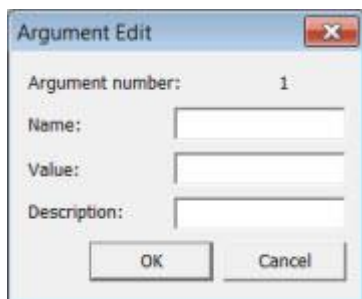 Argument Edit
Argument number: 1
Name:
Value:
Description:
OK Cancel